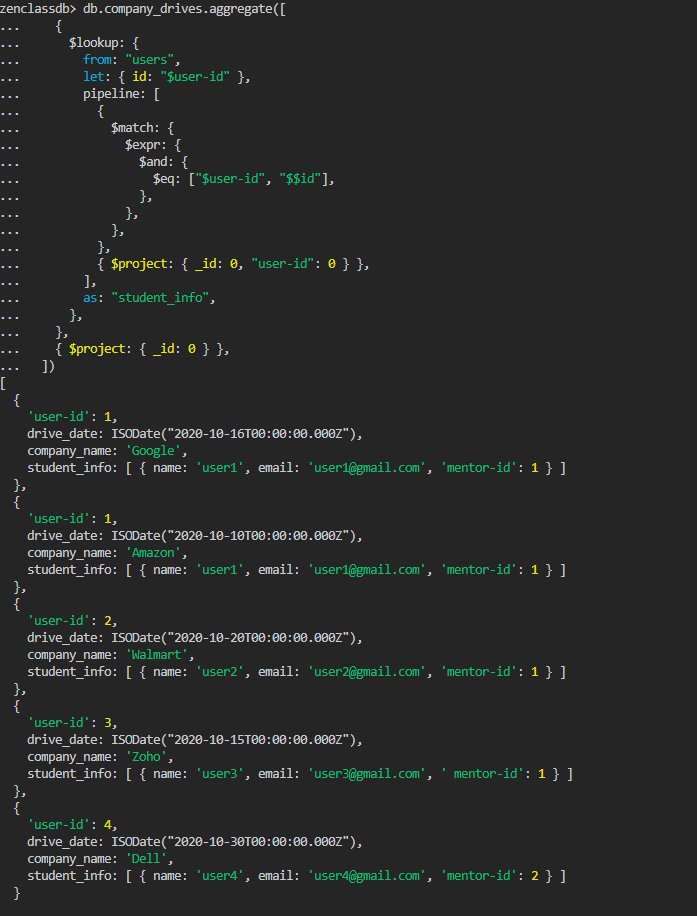 zenclassdb> db.company_drives.aggregate([
...     {
...       $lookup: {
...         from: "users",
...         let: { id: "$user-id" },
...         pipeline: [
...           {
...             $match: {
...               $expr: {
...                 $and: {
...                   $eq: ["$user-id", "$$id"],
...                 },
...               },
...             },
...           },
...           { $project: { _id: 0, "user-id": 0 } },
...         ],
...         as: "student_info",
...       },
...     },
...     { $project: { _id: 0 } },
...   ])
[
  {
    'user-id': 1,
    drive_date: ISODate("2020-10-16T00:00:00.000Z"),
    company_name: 'Google',
    student_info: [ { name: 'user1', email: 'user1@gmail.com', 'mentor-id': 1 } ]
  },
  {
    'user-id': 1,
    drive_date: ISODate("2020-10-10T00:00:00.000Z"),
    company_name: 'Amazon',
    student_info: [ { name: 'user1', email: 'user1@gmail.com', 'mentor-id': 1 } ]
  },
  {
    'user-id': 2,
    drive_date: ISODate("2020-10-20T00:00:00.000Z"),
    company_name: 'Walmart',
    student_info: [ { name: 'user2', email: 'user2@gmail.com', 'mentor-id': 1 } ]
  },
  {
    'user-id': 3,
    drive_date: ISODate("2020-10-15T00:00:00.000Z"),
    company_name: 'Zoho',
    student_info: [ { name: 'user3', email: 'user3@gmail.com', ' mentor-id': 1 } ]
  },
  {
    'user-id': 4,
    drive_date: ISODate("2020-10-30T00:00:00.000Z"),
    company_name: 'Dell',
    student_info: [ { name: 'user4', email: 'user4@gmail.com', 'mentor-id': 2 } ]
  }